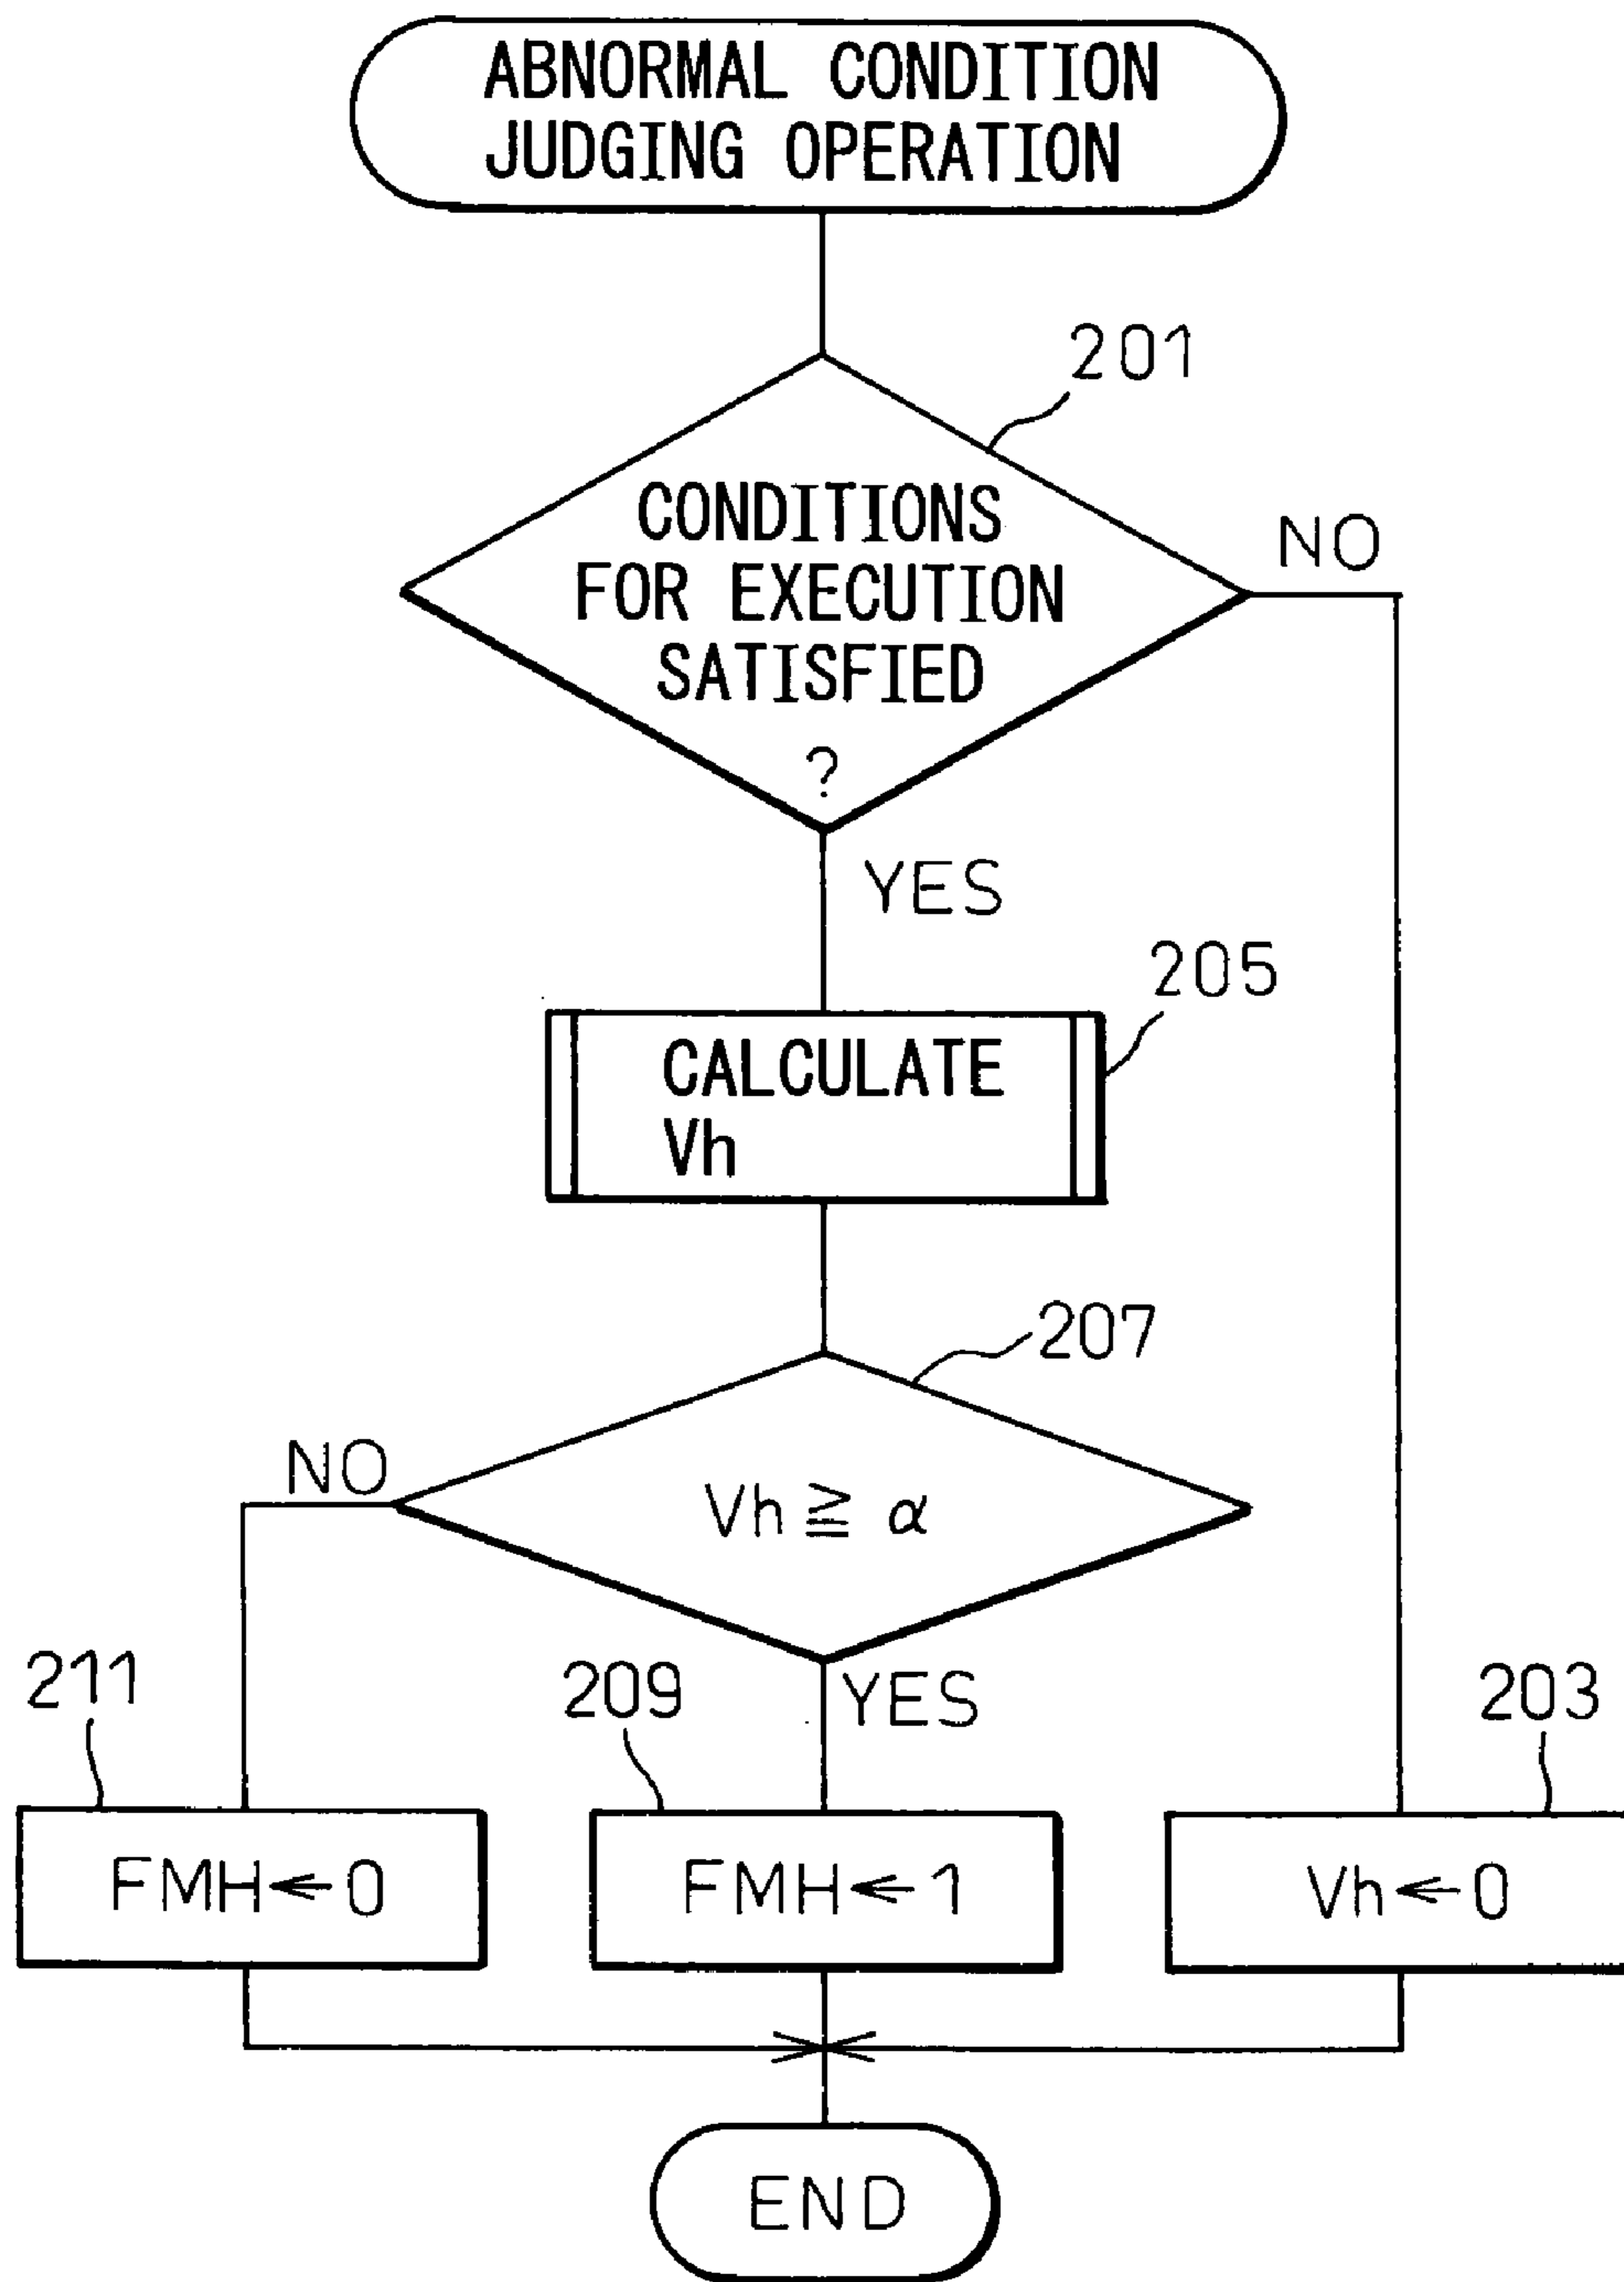 ABNORMAL CONDITION
JUDGING OPERATION
201
CONDITIONS
FOR EXECUTION
SATISFIED
?
NO
YES
205
CALCULATE
Vh
207
Vh ≧ α
NO
YES
211
209
203
FMH←0
FMH←1
Vh←0
END